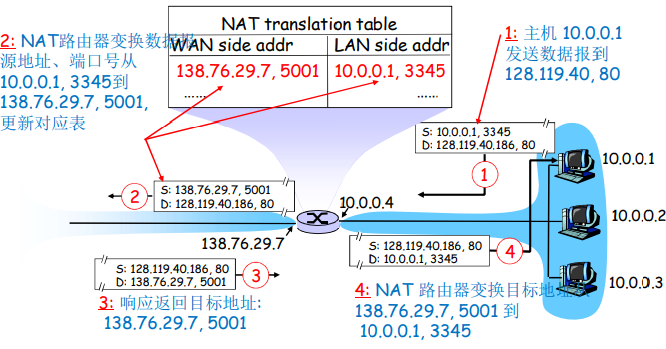 NAT translation table
WAN side addr LAN side addr
138.76.29.7, 5001 10.0.0.1, 3345
...... ......
2: NAT路由器变换数据报
源地址、端口号从
10.0.0.1, 3345到
138.76.29.7, 5001,
更新对应表
1: 主机 10.0.0.1
发送数据报到
128.119.40, 80
S: 10.0.0.1, 3345
D: 128.119.40.186, 80
1
10.0.0.1
S: 138.76.29.7, 5001
D: 128.119.40.186, 80
2
10.0.0.4
10.0.0.2
138.76.29.7
S: 128.119.40.186, 80
D: 10.0.0.1, 3345
4
S: 128.119.40.186, 80
D: 138.76.29.7, 5001
3
10.0.0.3
3: 响应返回目标地址:
138.76.29.7, 5001
4: NAT 路由器变换目标地址
138.76.29.7, 5001 到
10.0.0.1, 3345